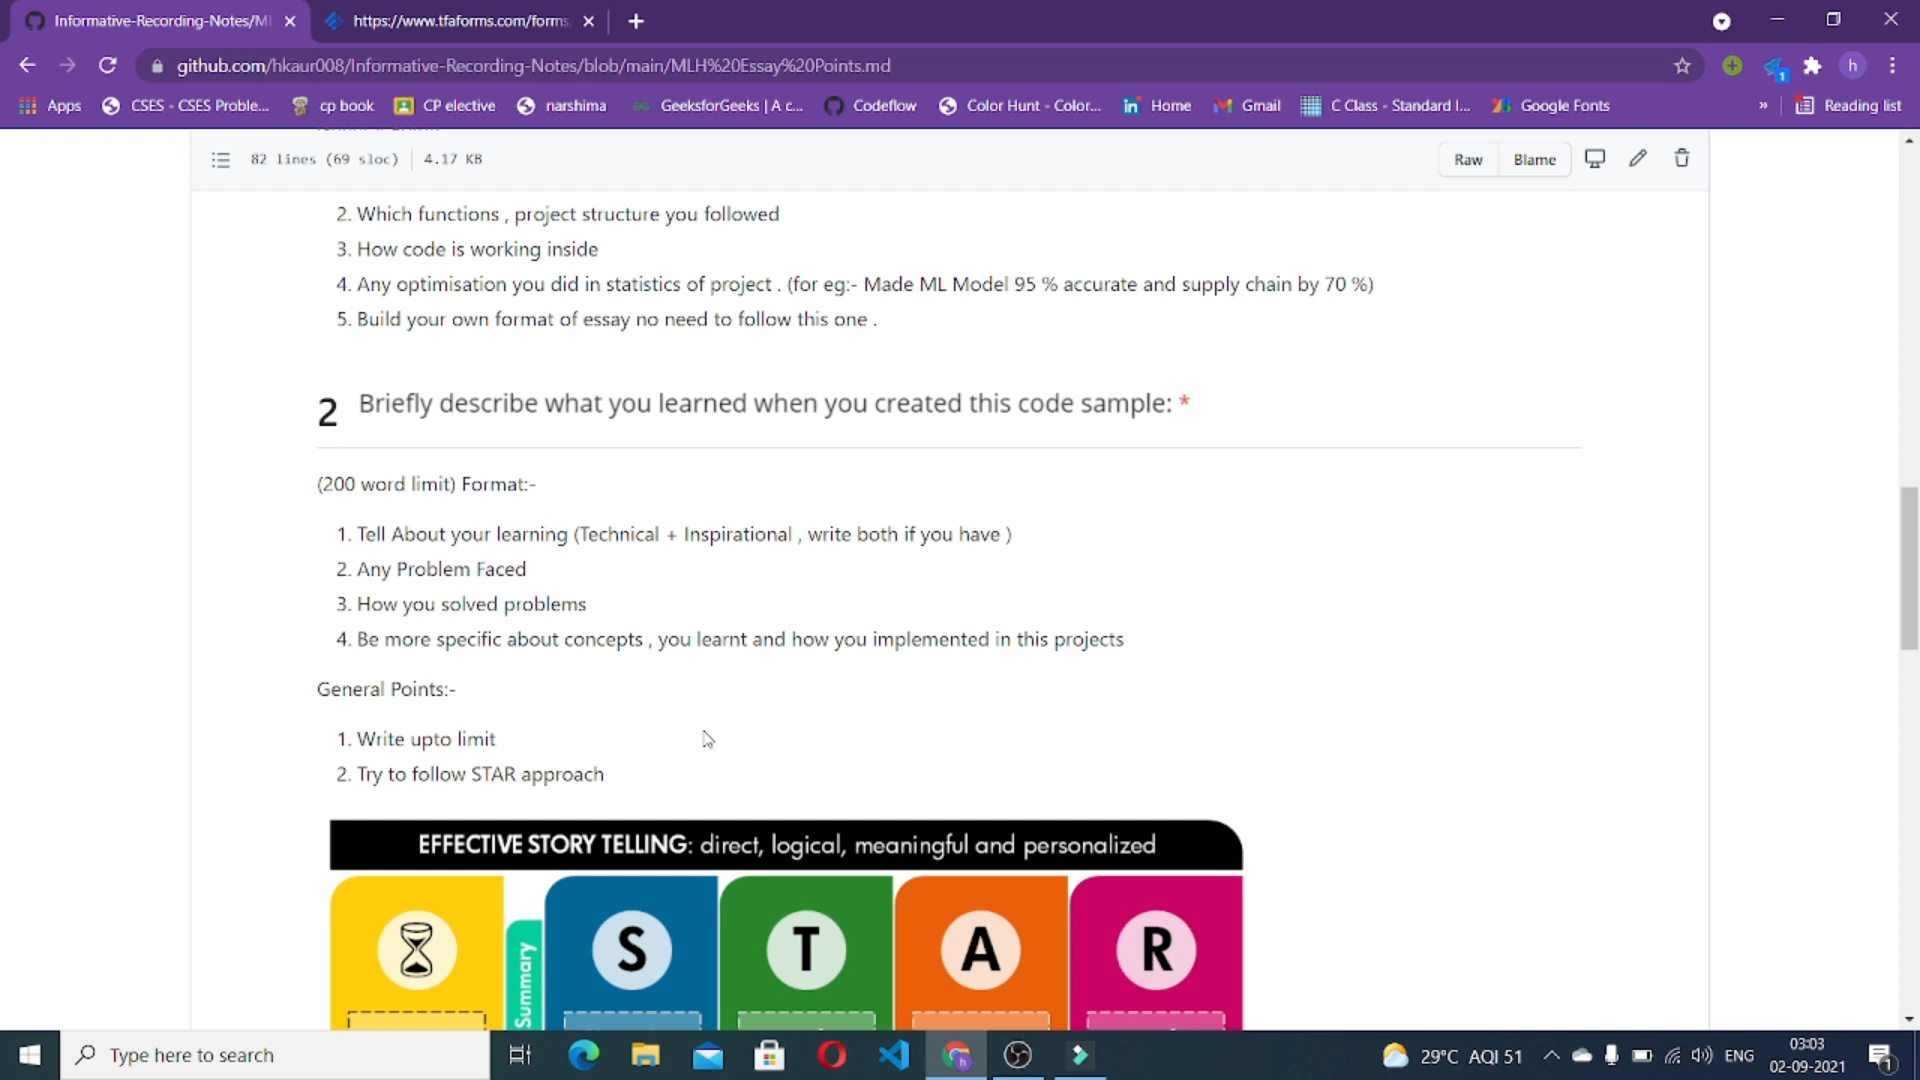 Informative-Recording-Notes/ML
https://www.tfaforms.com/forms
github.com/hkaur008/Informative-Recording-Notes/blob/main/MLH%20Essay%20Points.md
h
1
Apps
CSES - CSES Proble...
cp book
CP elective
narshima
GeeksforGeeks | A c...
Codeflow
Color Hunt - Color...
Home
Gmail
C Class - Standard I...
Google Fonts
»
Reading list
82 lines (69 sloc)
4.17 KB
Raw
Blame
2. Which functions , project structure you followed
3. How code is working inside
4. Any optimisation you did in statistics of project . (for eg:- Made ML Model 95 % accurate and supply chain by 70 %)
5. Build your own format of essay no need to follow this one .
2 Briefly describe what you learned when you created this code sample: *
(200 word limit) Format:-
1. Tell About your learning (Technical + Inspirational , write both if you have )
2. Any Problem Faced
3. How you solved problems
4. Be more specific about concepts , you learnt and how you implemented in this projects
General Points:-
1. Write upto limit
2. Try to follow STAR approach
EFFECTIVE STORY TELLING: direct, logical, meaningful and personalized
Summary
S
T
A
R
Type here to search
29°C AQI 51
ENG
03:03
02-09-2021
1